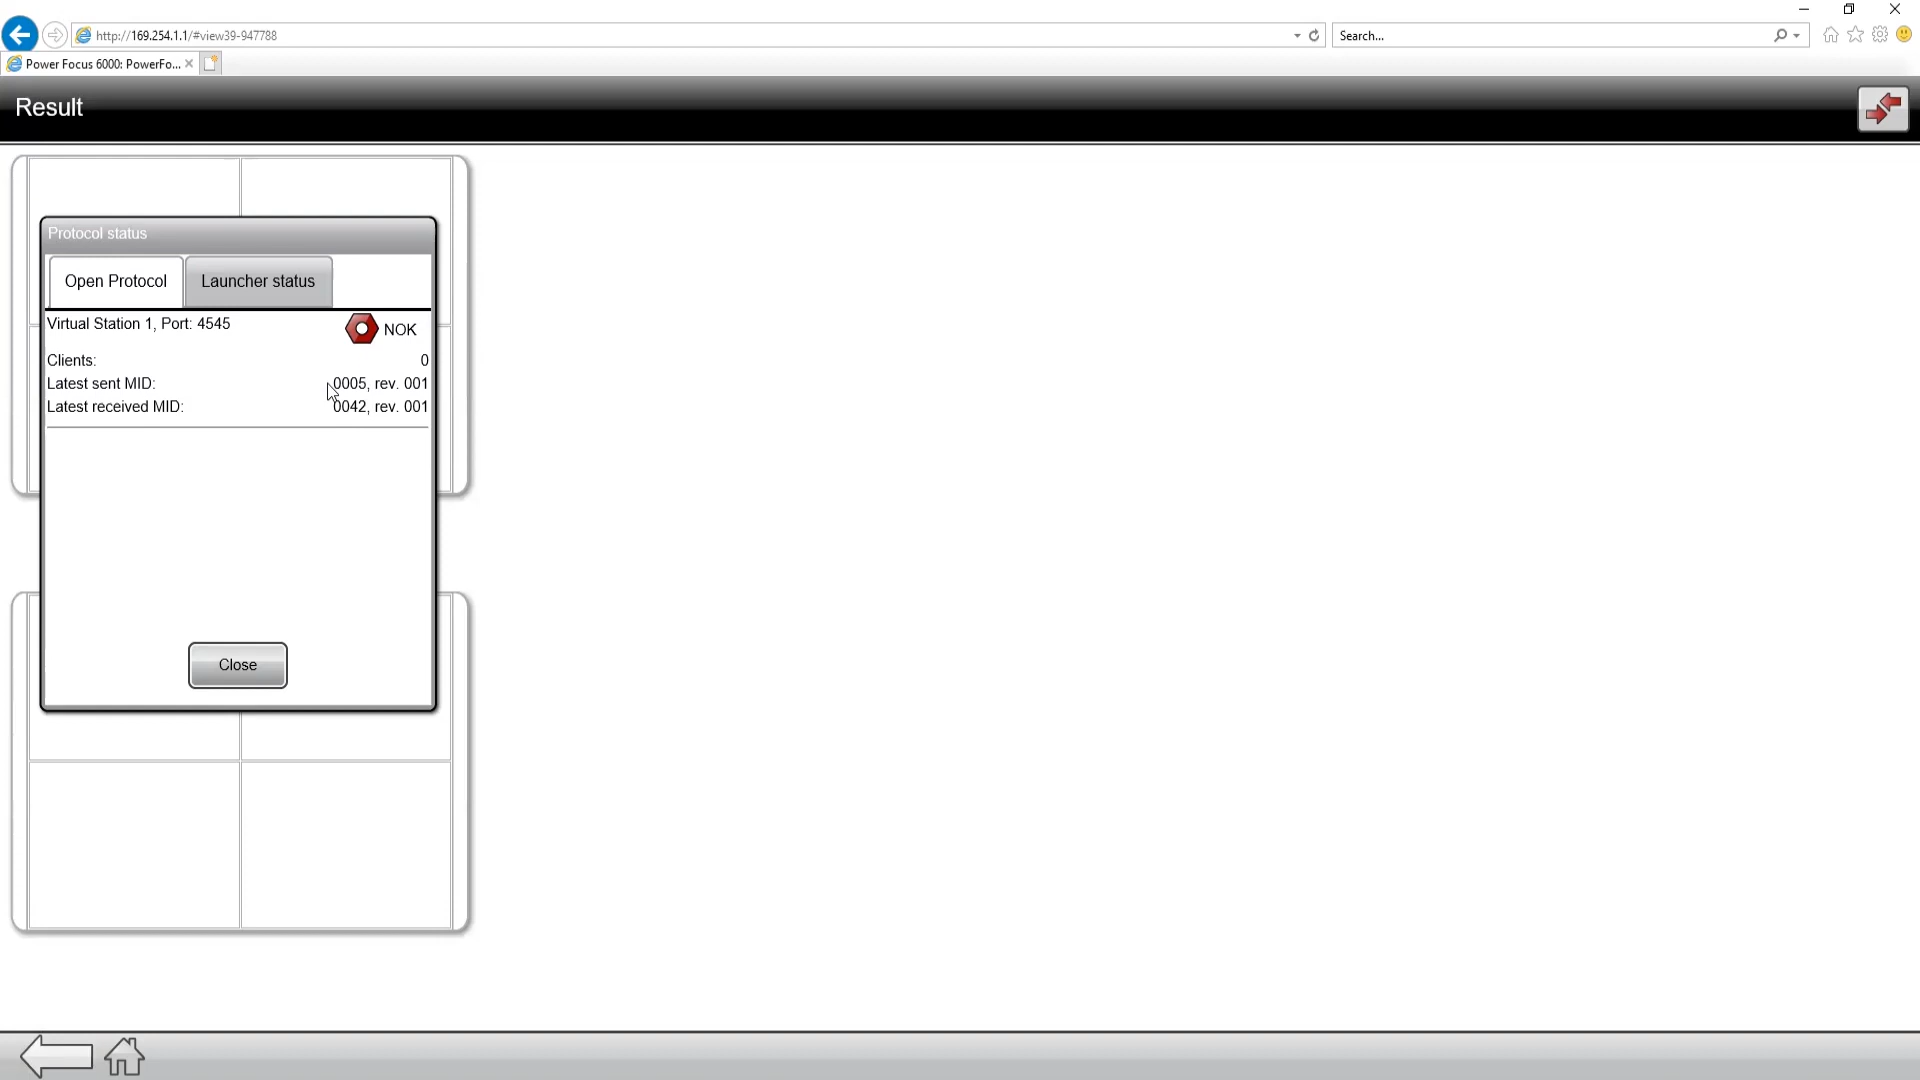 http://169.254.1.1/#view39-947788
Search...
Power Focus 6000: PowerFo...
Result
Protocol status
Open Protocol
Launcher status
Virtual Station 1, Port: 4545
NOK
Clients: 0
Latest sent MID: 0005, rev. 001
Latest received MID: 0042, rev. 001
Close